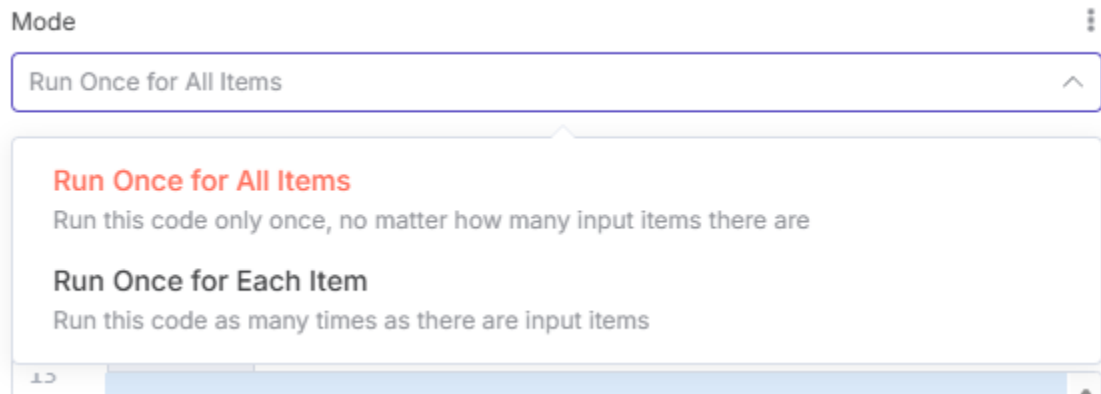 Mode
Run Once for All Items
Run Once for All Items
Run this code only once, no matter how many input items there are
Run Once for Each Item
Run this code as many times as there are input items